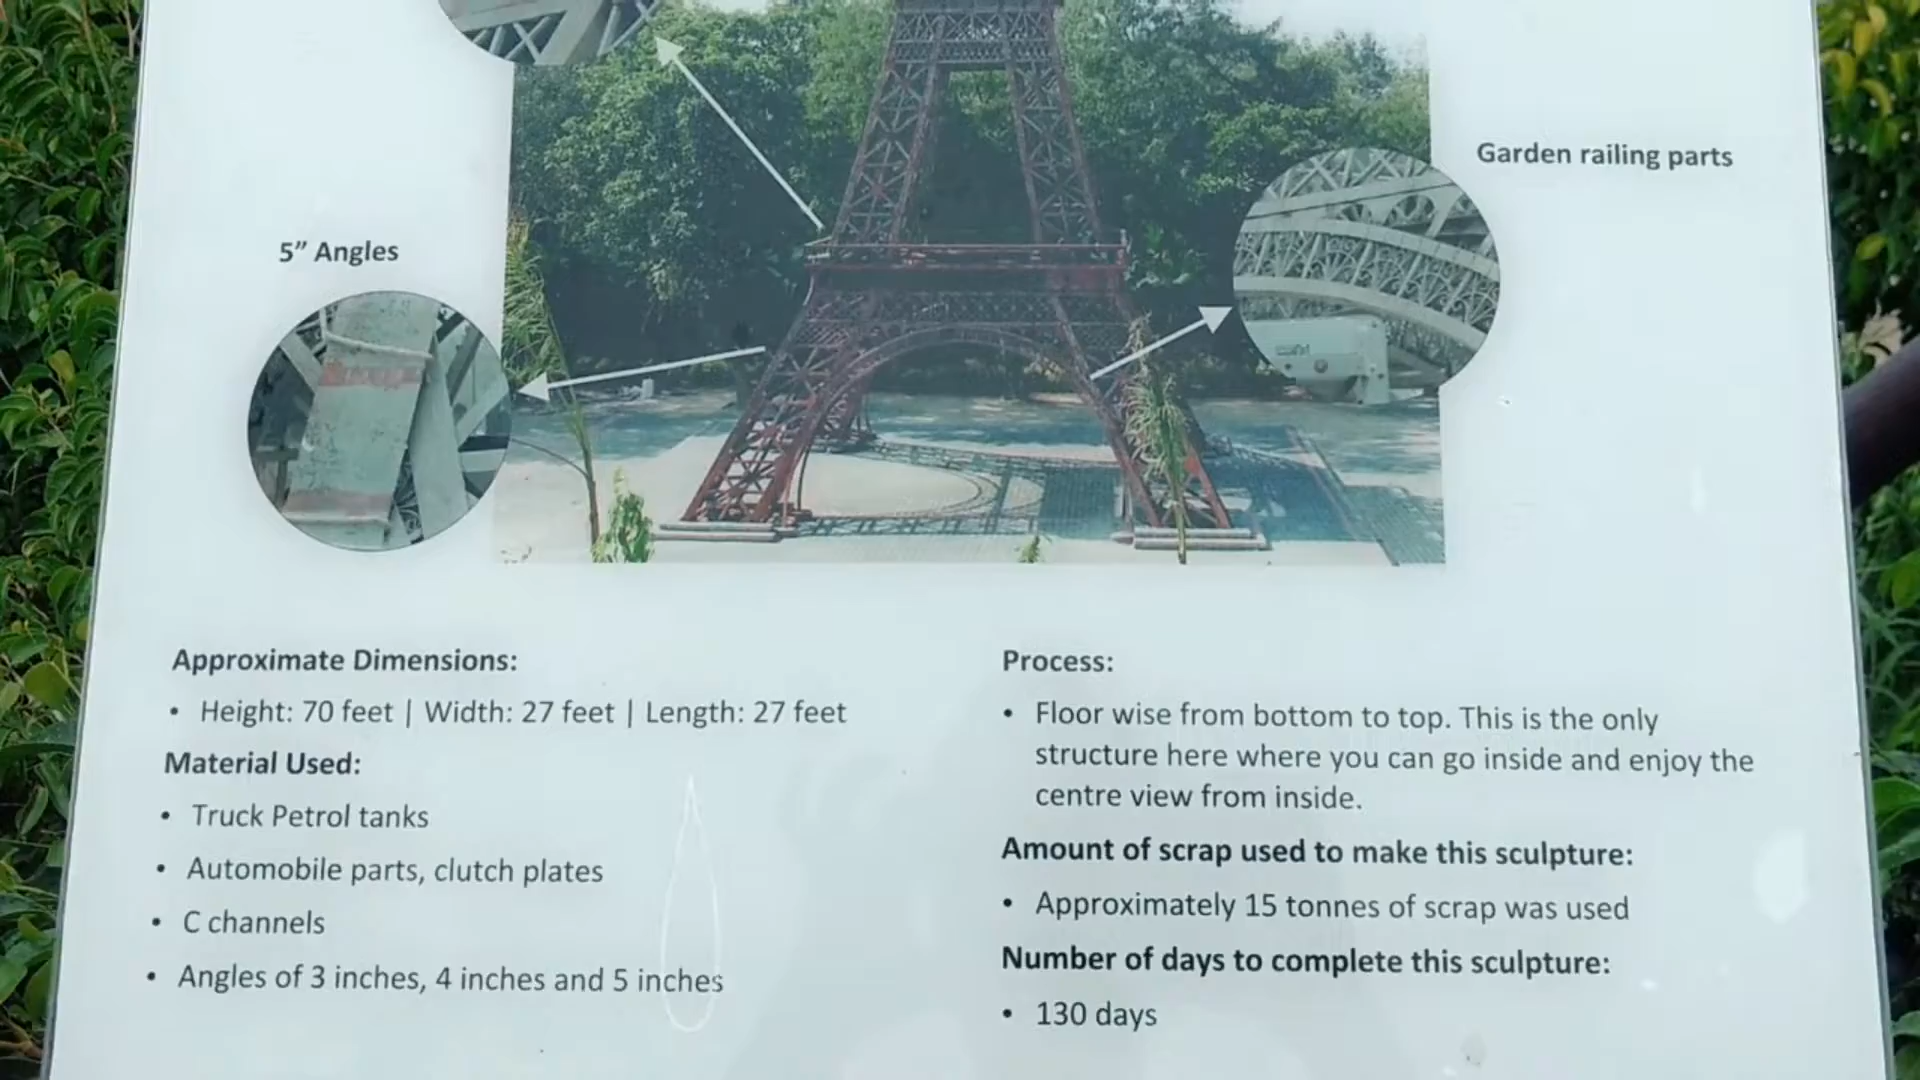 Garden railing parts
5” Angles
Approximate Dimensions:
• Height: 70 feet | Width: 27 feet | Length: 27 feet
Material Used:
• Truck Petrol tanks
• Automobile parts, clutch plates
• C channels
• Angles of 3 inches, 4 inches and 5 inches
Process:
• Floor wise from bottom to top. This is the only
structure here where you can go inside and enjoy the
centre view from inside.
Amount of scrap used to make this sculpture:
• Approximately 15 tonnes of scrap was used
Number of days to complete this sculpture:
• 130 days